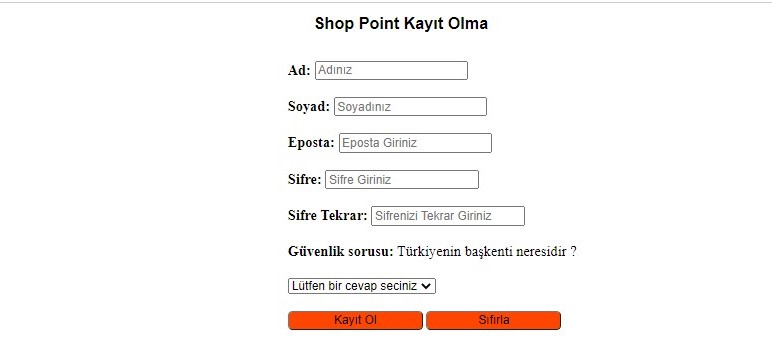 Shop Point Kayıt Olma
Ad: Adınız
Soyad: Soyadınız
Eposta: Eposta Giriniz
Sifre: Sifre Giriniz
Sifre Tekrar: Sifrenizi Tekrar Giriniz
Güvenlik sorusu: Türkiyenin başkenti neresidir ?
Lütfen bir cevap seciniz
Kayıt Ol Sıfırla